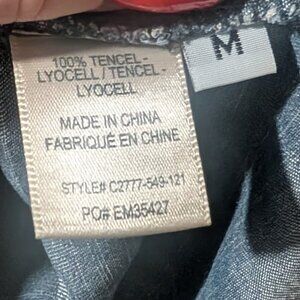 100% TENCEL-
LYOCELL / TENCEL-
LYOCELL
MADE IN CHINA
FABRIQUÉ EN CHINE
STYLE# C2777-549-121
PO# EM35427
M